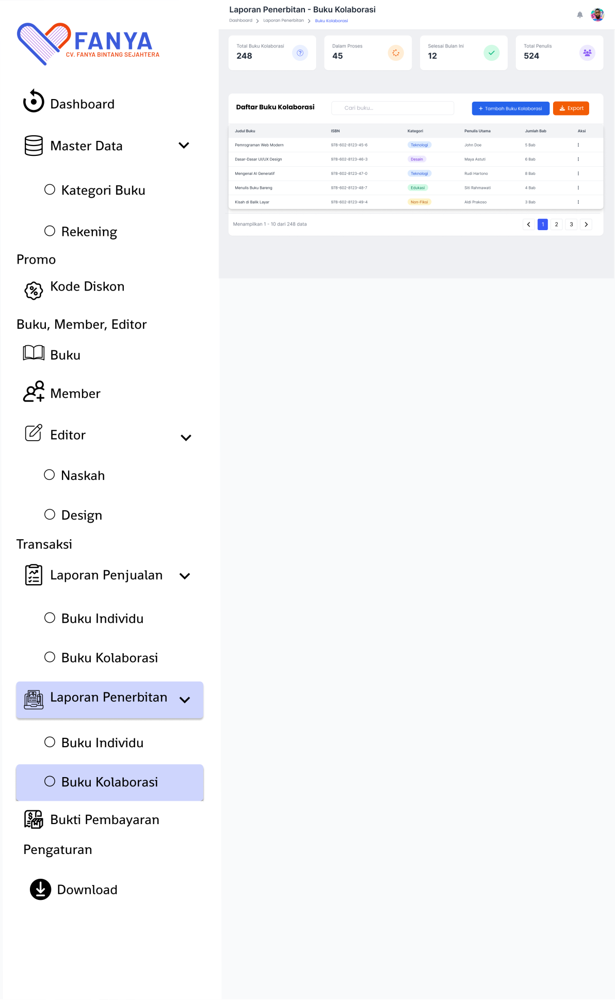 FANYA
CV. FANYA BINTANG SEJAHTERA
Dashboard
Master Data
Kategori Buku
Rekening
Promo
Kode Diskon
Buku, Member, Editor
Buku
Member
Editor
Naskah
Design
Transaksi
Laporan Penjualan
Buku Individu
Buku Kolaborasi
Laporan Penerbitan
Buku Individu
Buku Kolaborasi
Bukti Pembayaran
Pengaturan
Download
Laporan Penerbitan - Buku Kolaborasi
Dashboard > Laporan Penerbitan > Buku Kolaborasi
Total Buku Kolaborasi
248
Dalam Proses
45
Selesai Bulan Ini
12
Total Penulis
524
Daftar Buku Kolaborasi Cari buku... + Tambah Buku Kolaborasi Export
Judul Buku ISBN Kategori Penulis Utama Jumlah Bab Aksi
Pemrograman Web Modern 978-602-8123-45-6 Teknologi John Doe 5 Bab
Dasar-Dasar UI/UX Design 978-602-8123-46-3 Desain Maya Astuti 6 Bab
Mengenal AI Generatif 978-602-8123-47-0 Teknologi Rudi Hartono 8 Bab
Menulis Buku Bareng 978-602-8123-48-7 Edukasi Siti Rahmawati 4 Bab
Kisah di Balik Layar 978-602-8123-49-4 Non-Fiksi Aldi Prakoso 3 Bab
Menampilkan 1 - 10 dari 248 data < 1 2 3 >